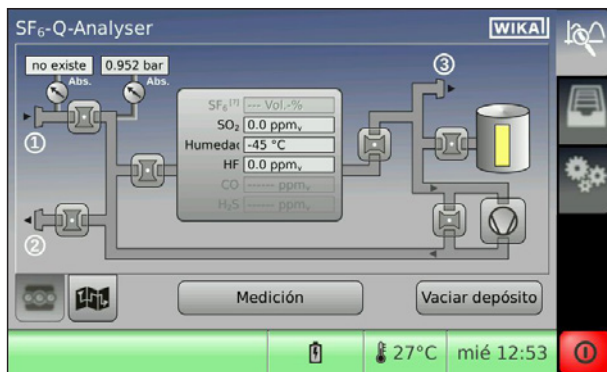 SF₆-Q-Analyser
WIKA
no existe
0.952 bar
Abs.
Abs.
①
②
③
SF₆ [?] --- Vol.-%
SO₂ 0.0 ppmᵥ
Humedac -45 °C
HF 0.0 ppmᵥ
CO ------ ppmᵥ
H₂S ------ ppmᵥ
Medición
Vaciar depósito
27°C
mié 12:53